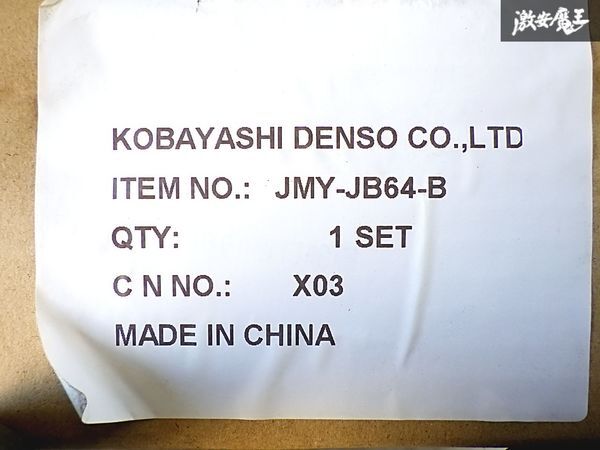 激安魔王
KOBAYASHI DENSO CO.,LTD
ITEM NO.: JMY-JB64-B
QTY: 1 SET
C N NO.: X03
MADE IN CHINA